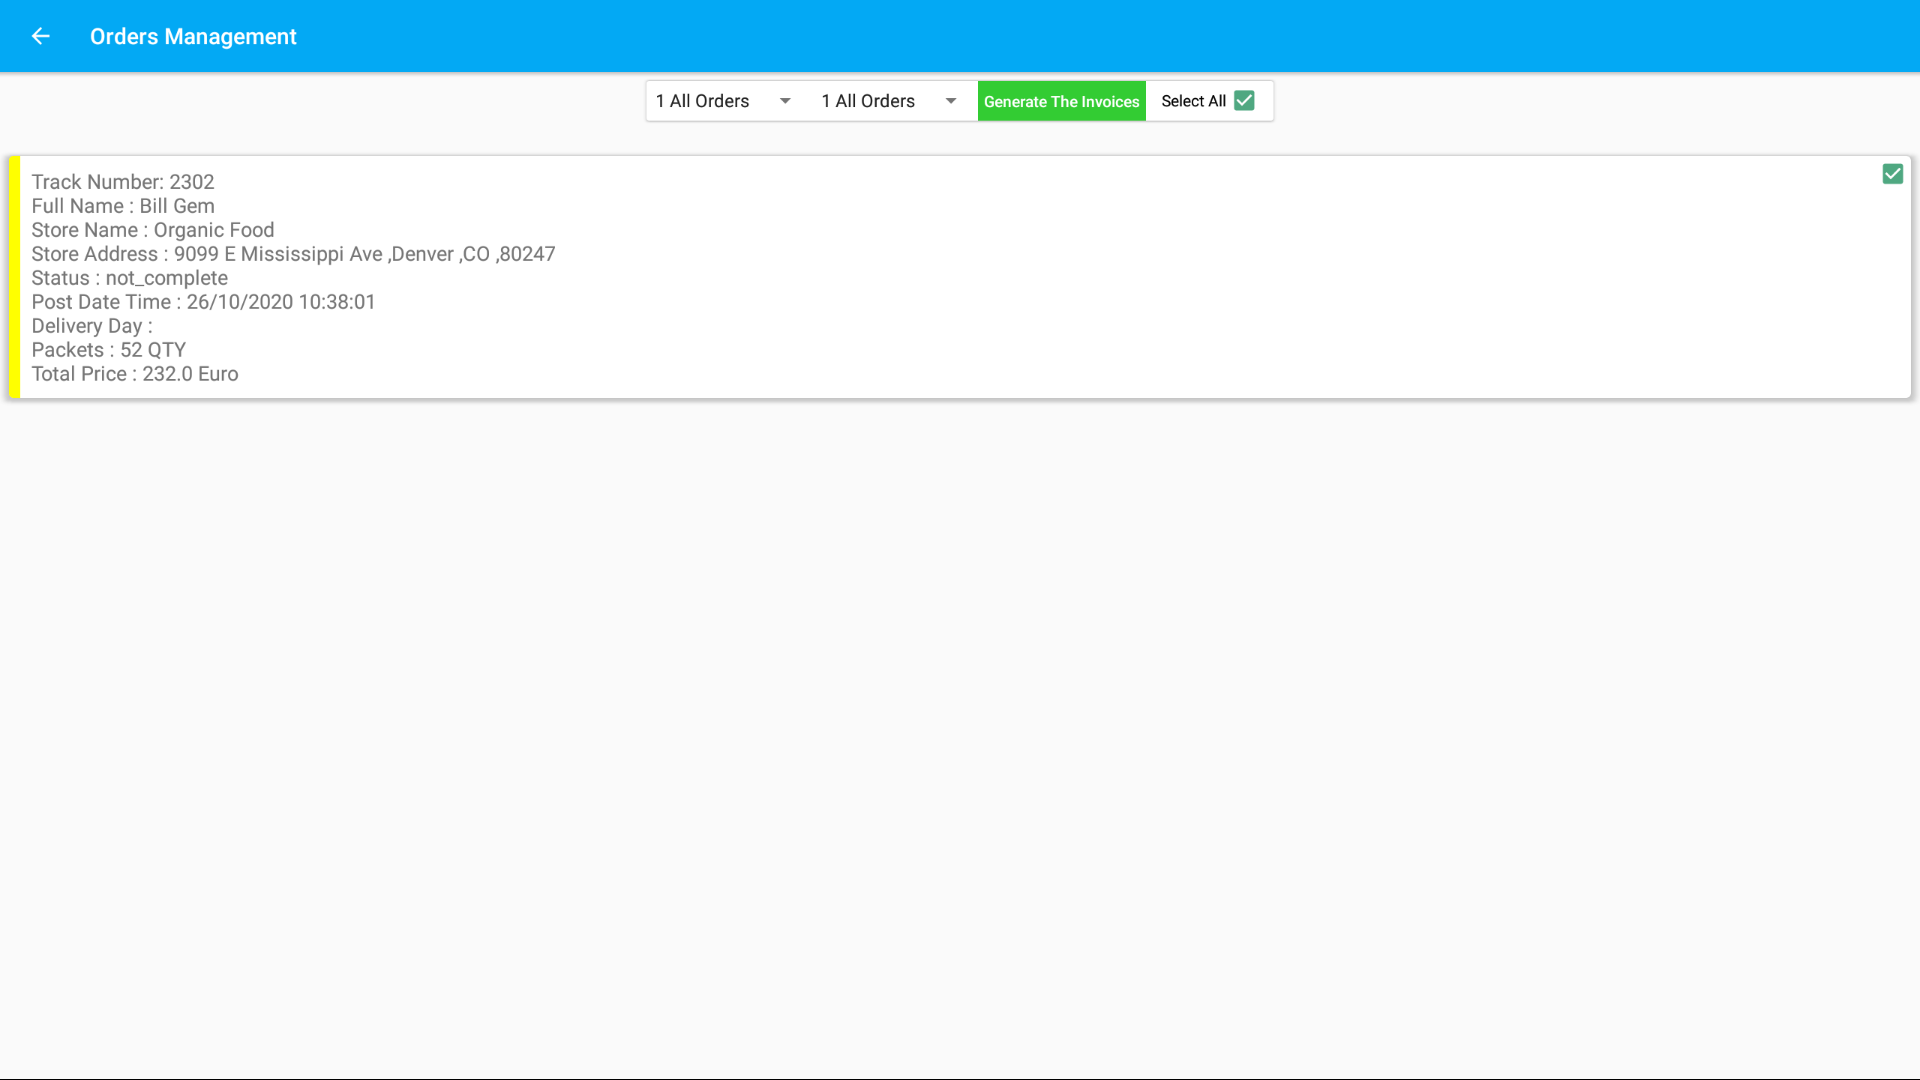 Orders Management
1 All Orders 1 All Orders Generate The Invoices Select All
Track Number: 2302
Full Name : Bill Gem
Store Name : Organic Food
Store Address : 9099 E Mississippi Ave ,Denver ,CO ,80247
Status : not_complete
Post Date Time : 26/10/2020 10:38:01
Delivery Day :
Packets : 52 QTY
Total Price : 232.0 Euro